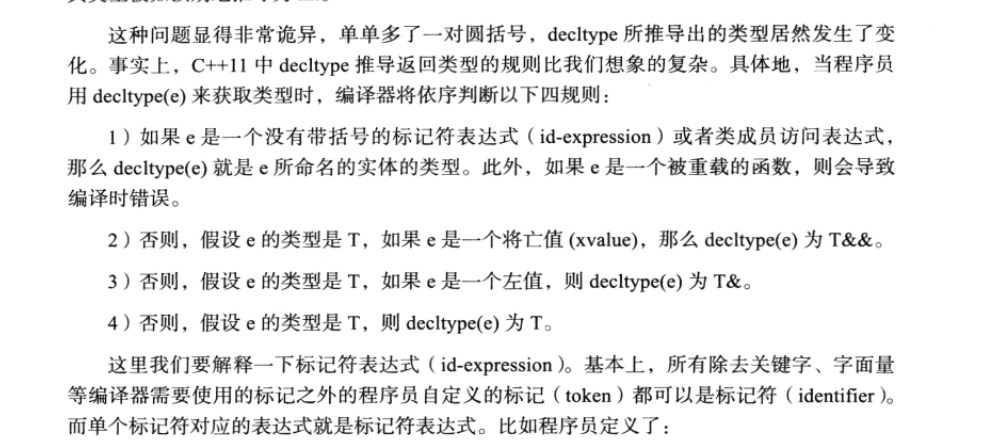 这种问题显得非常诡异，单单多了一对圆括号，decltype 所推导出的类型居然发生了变
化。事实上，C++11 中 decltype 推导返回类型的规则比我们想象的复杂。具体地，当程序员
用 decltype(e) 来获取类型时，编译器将依序判断以下四规则：
1）如果 e 是一个没有带括号的标记符表达式（id-expression）或者类成员访问表达式，
那么 decltype(e) 就是 e 所命名的实体的类型。此外，如果 e 是一个被重载的函数，则会导致
编译时错误。
2）否则，假设 e 的类型是 T，如果 e 是一个将亡值 (xvalue)，那么 decltype(e) 为 T&&。
3）否则，假设 e 的类型是 T，如果 e 是一个左值，则 decltype(e) 为 T&。
4）否则，假设 e 的类型是 T，则 decltype(e) 为 T。
这里我们要解释一下标记符表达式（id-expression）。基本上，所有除去关键字、字面量
等编译器需要使用的标记之外的程序员自定义的标记（token）都可以是标记符（identifier）。
而单个标记符对应的表达式就是标记符表达式。比如程序员定义了：